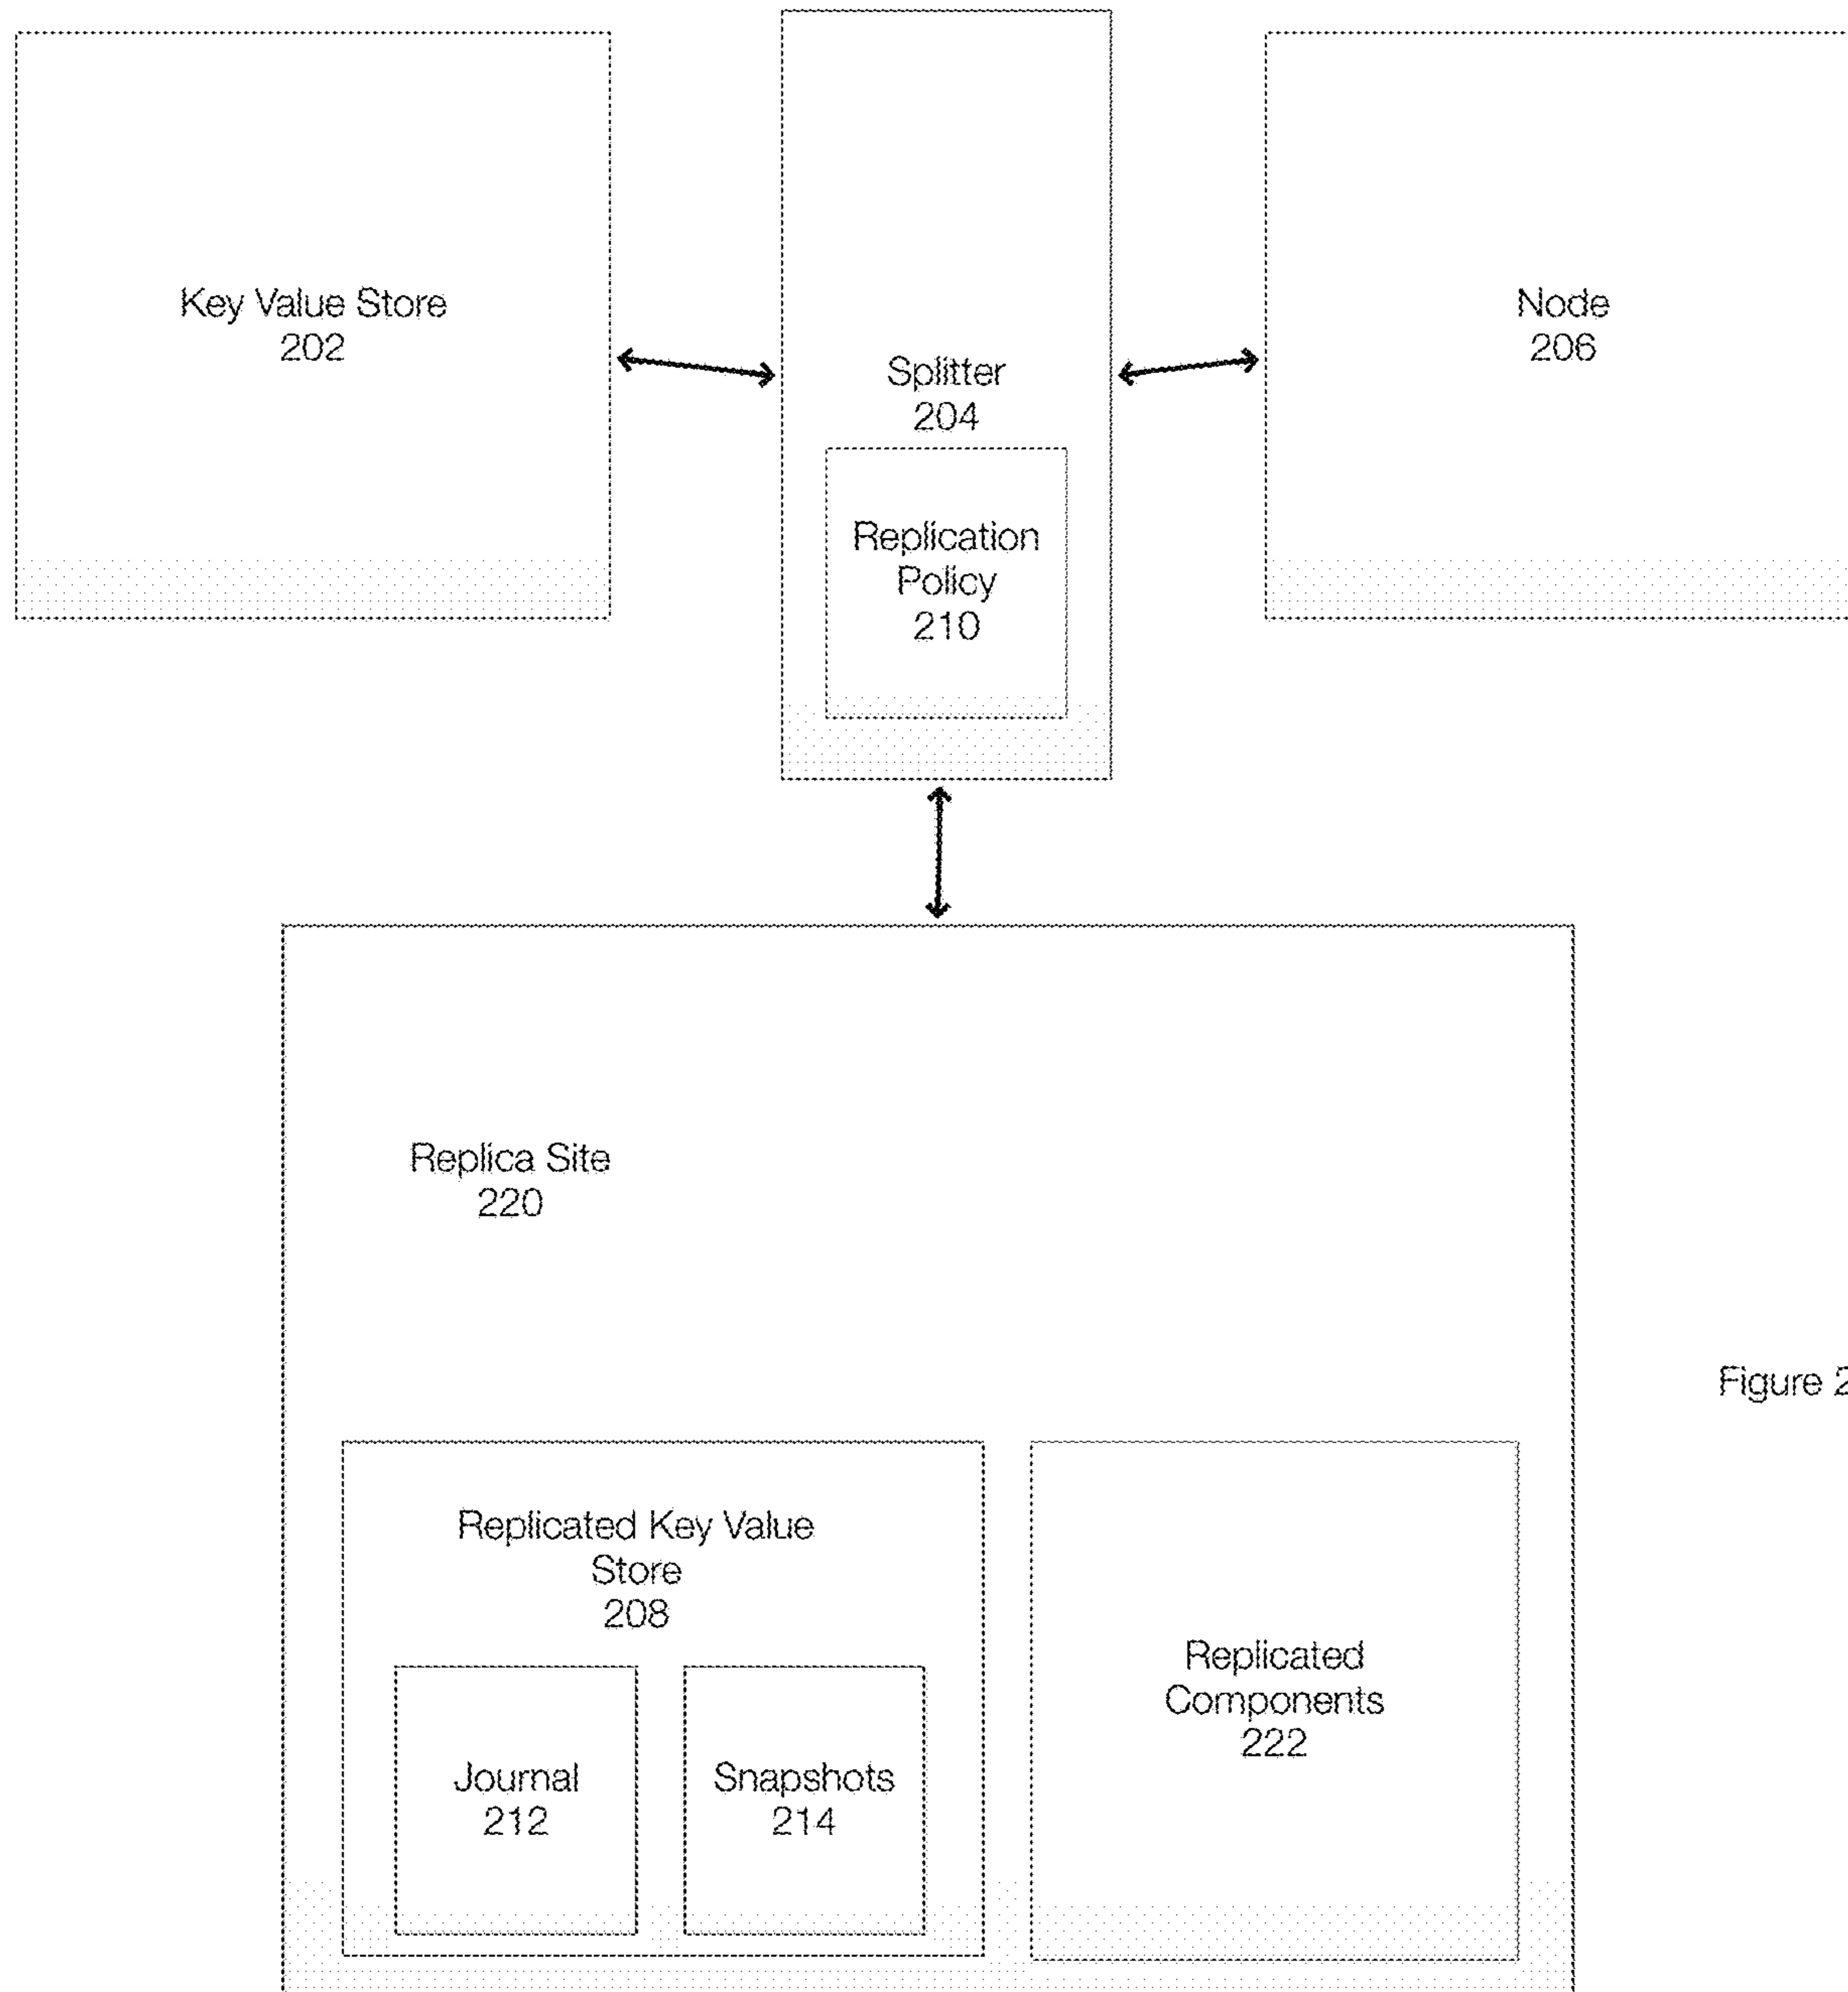 Key Value Store
202
Splitter
204
Node
206
Replication
Policy
210
Replica Site
220
Figure 2
Replicated Key Value
Store
208
Journal
212
Snapshots
214
Replicated
Components
222